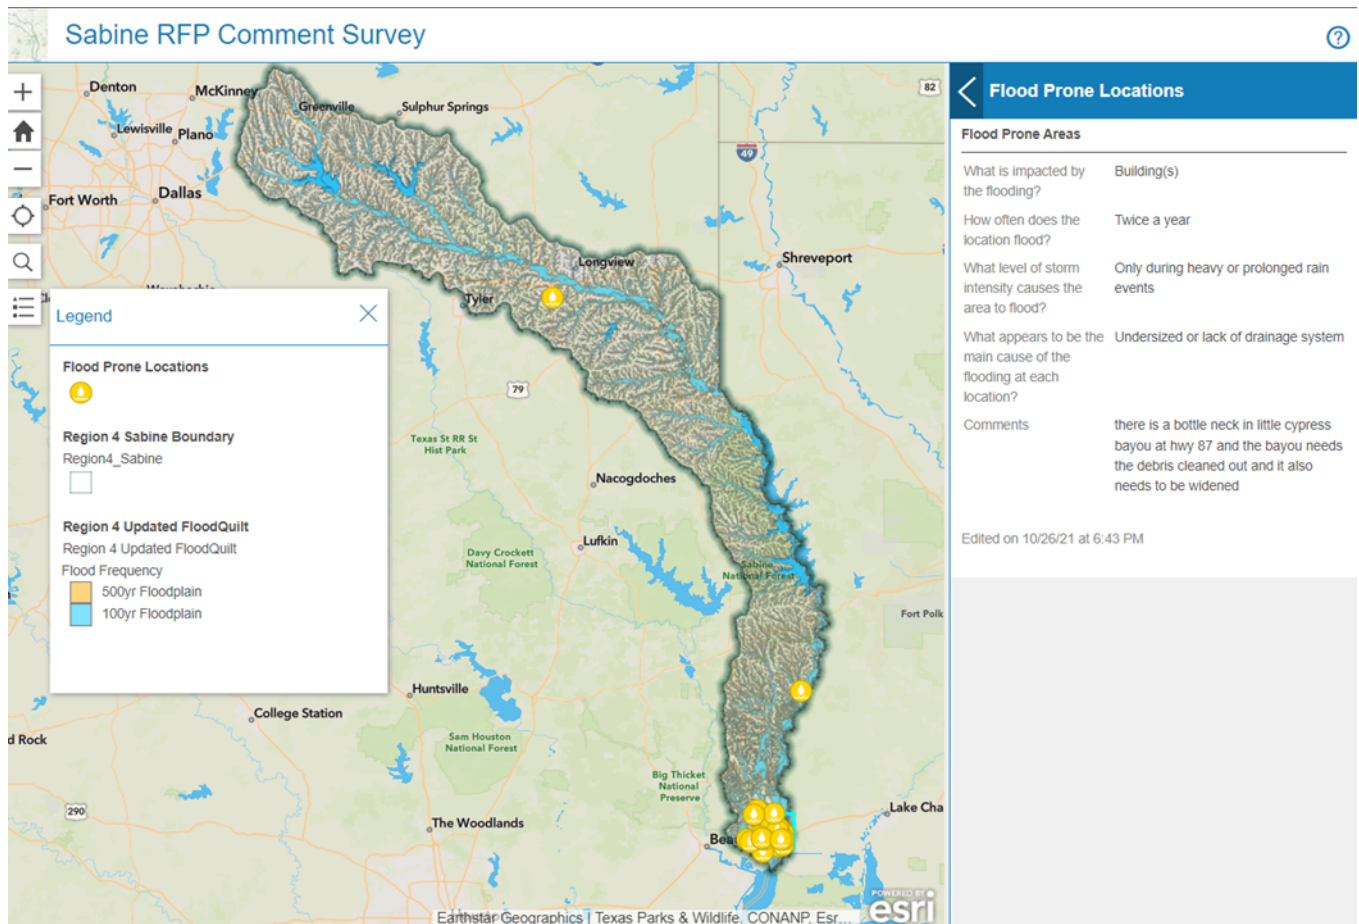 Sabine RFP Comment Survey
Denton
McKinney
Greenville
Sulphur Springs
82
Lewisville
Plano
49
Fort Worth
Dallas
Longview
Shreveport
Tyler
Legend
Flood Prone Locations
Region 4 Sabine Boundary
Region4_Sabine
Region 4 Updated FloodQuilt
Region 4 Updated FloodQuilt
Flood Frequency
500yr Floodplain
100yr Floodplain
79
Texas St RR St
Hist Park
Nacogdoches
Lufkin
Davy Crockett
National Forest
Sabine
National Forest
Fort Polk
Huntsville
College Station
d Rock
Sam Houston
National Forest
Big Thicket
National
Preserve
290
The Woodlands
Lake Cha
Bea
POWERED BY
esri
Earthstar Geographics | Texas Parks & Wildlife, CONANP, Esr...
Flood Prone Locations
Flood Prone Areas
What is impacted by
the flooding?
Building(s)
How often does the
location flood?
Twice a year
What level of storm
intensity causes the
area to flood?
Only during heavy or prolonged rain
events
What appears to be the
main cause of the
flooding at each
location?
Undersized or lack of drainage system
Comments
there is a bottle neck in little cypress
bayou at hwy 87 and the bayou needs
the debris cleaned out and it also
needs to be widened
Edited on 10/26/21 at 6:43 PM